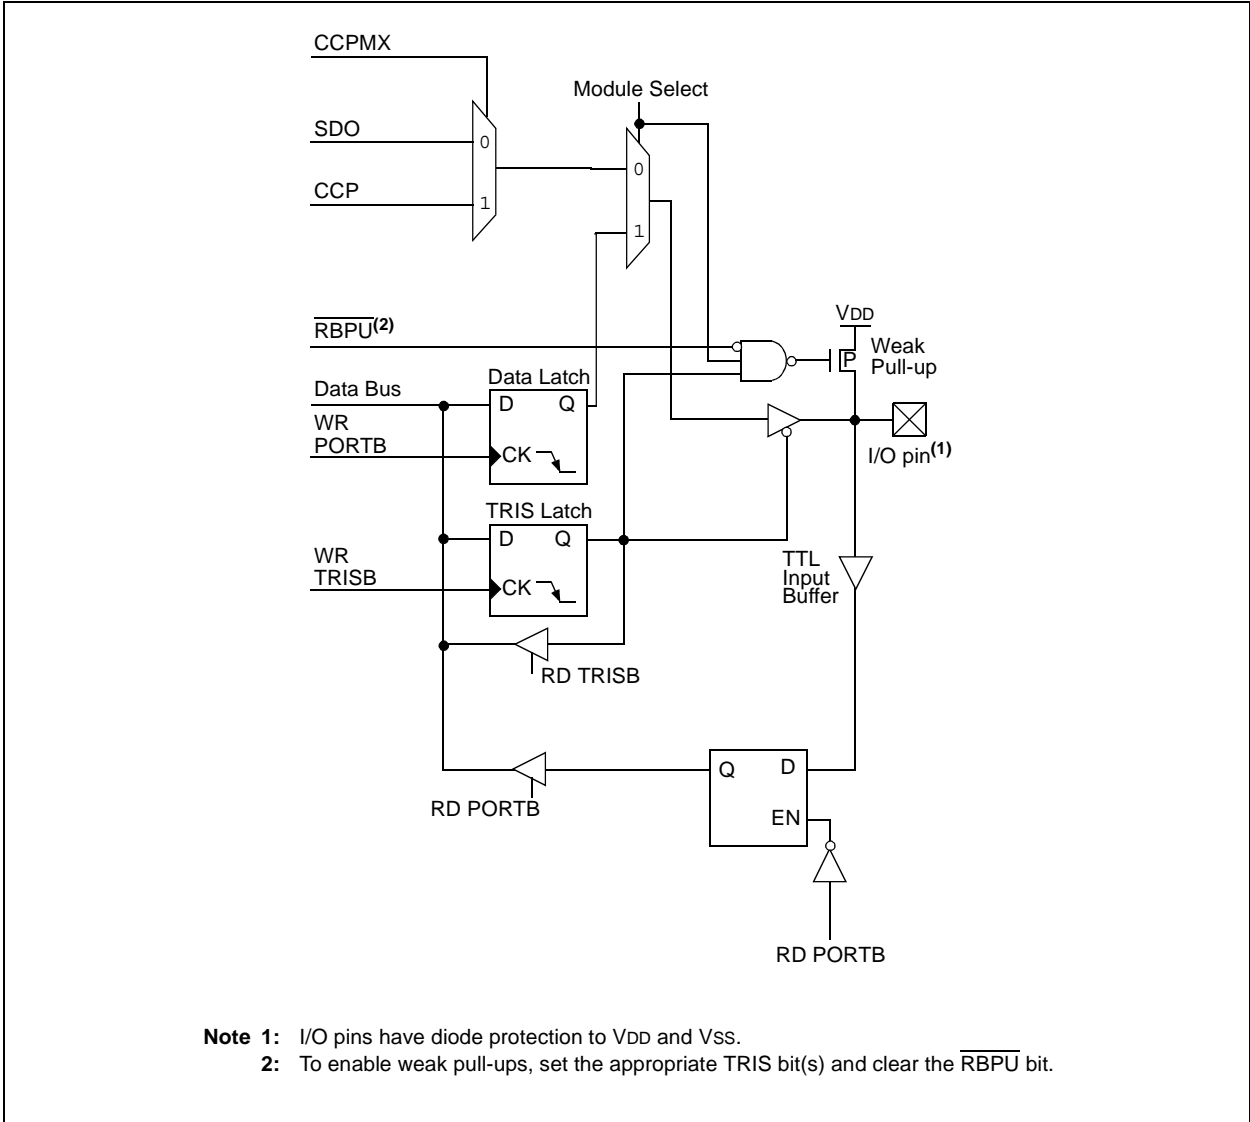 CCPMX
Module Select
SDO
0
0
CCP
1
1
VDD
RBPU(2)
Weak
P
Pull-up
Data Bus
Data Latch
D Q
WR
PORTB
CK
I/O pin(1)
TRIS Latch
D Q
WR
TRISB
CK
TTL
Input
Buffer
RD TRISB
Q D
RD PORTB
EN
RD PORTB
Note 1: I/O pins have diode protection to VDD and VSS.
2: To enable weak pull-ups, set the appropriate TRIS bit(s) and clear the RBPU bit.